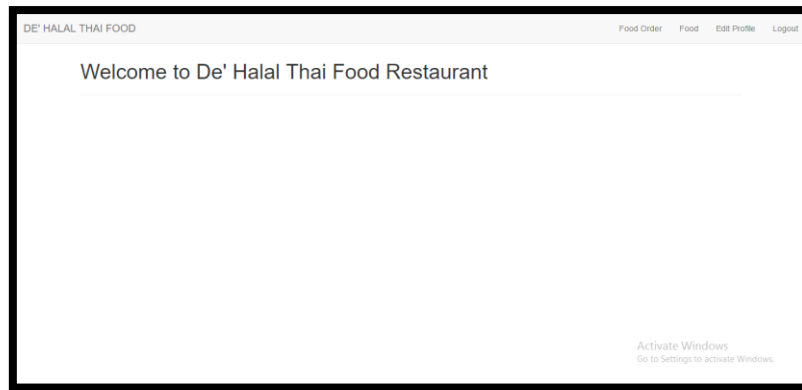 DE' HALAL THAI FOOD
Food Order Food Edit Profile Logout
Welcome to De' Halal Thai Food Restaurant
Activate Windows
Go to Settings to activate Windows.